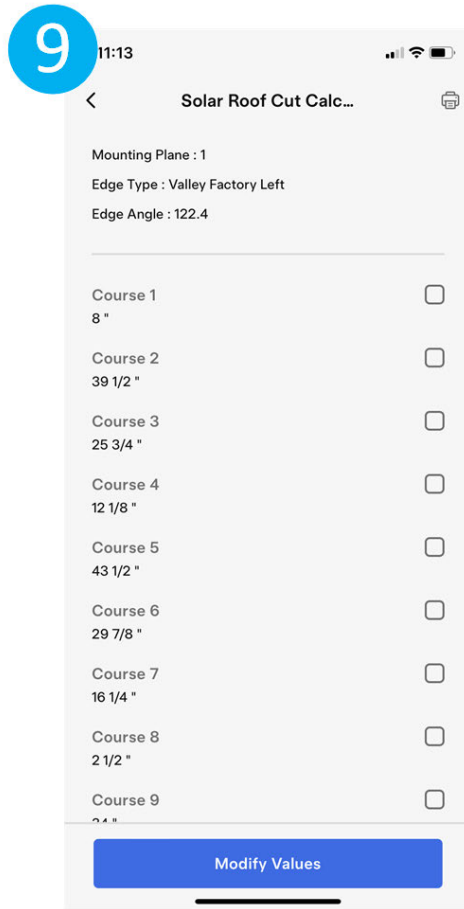 9
11:13
Solar Roof Cut Calc...
Mounting Plane : 1
Edge Type : Valley Factory Left
Edge Angle : 122.4
Course 1
8 "
Course 2
39 1/2 "
Course 3
25 3/4 "
Course 4
12 1/8 "
Course 5
43 1/2 "
Course 6
29 7/8 "
Course 7
16 1/4 "
Course 8
2 1/2 "
Course 9
Modify Values